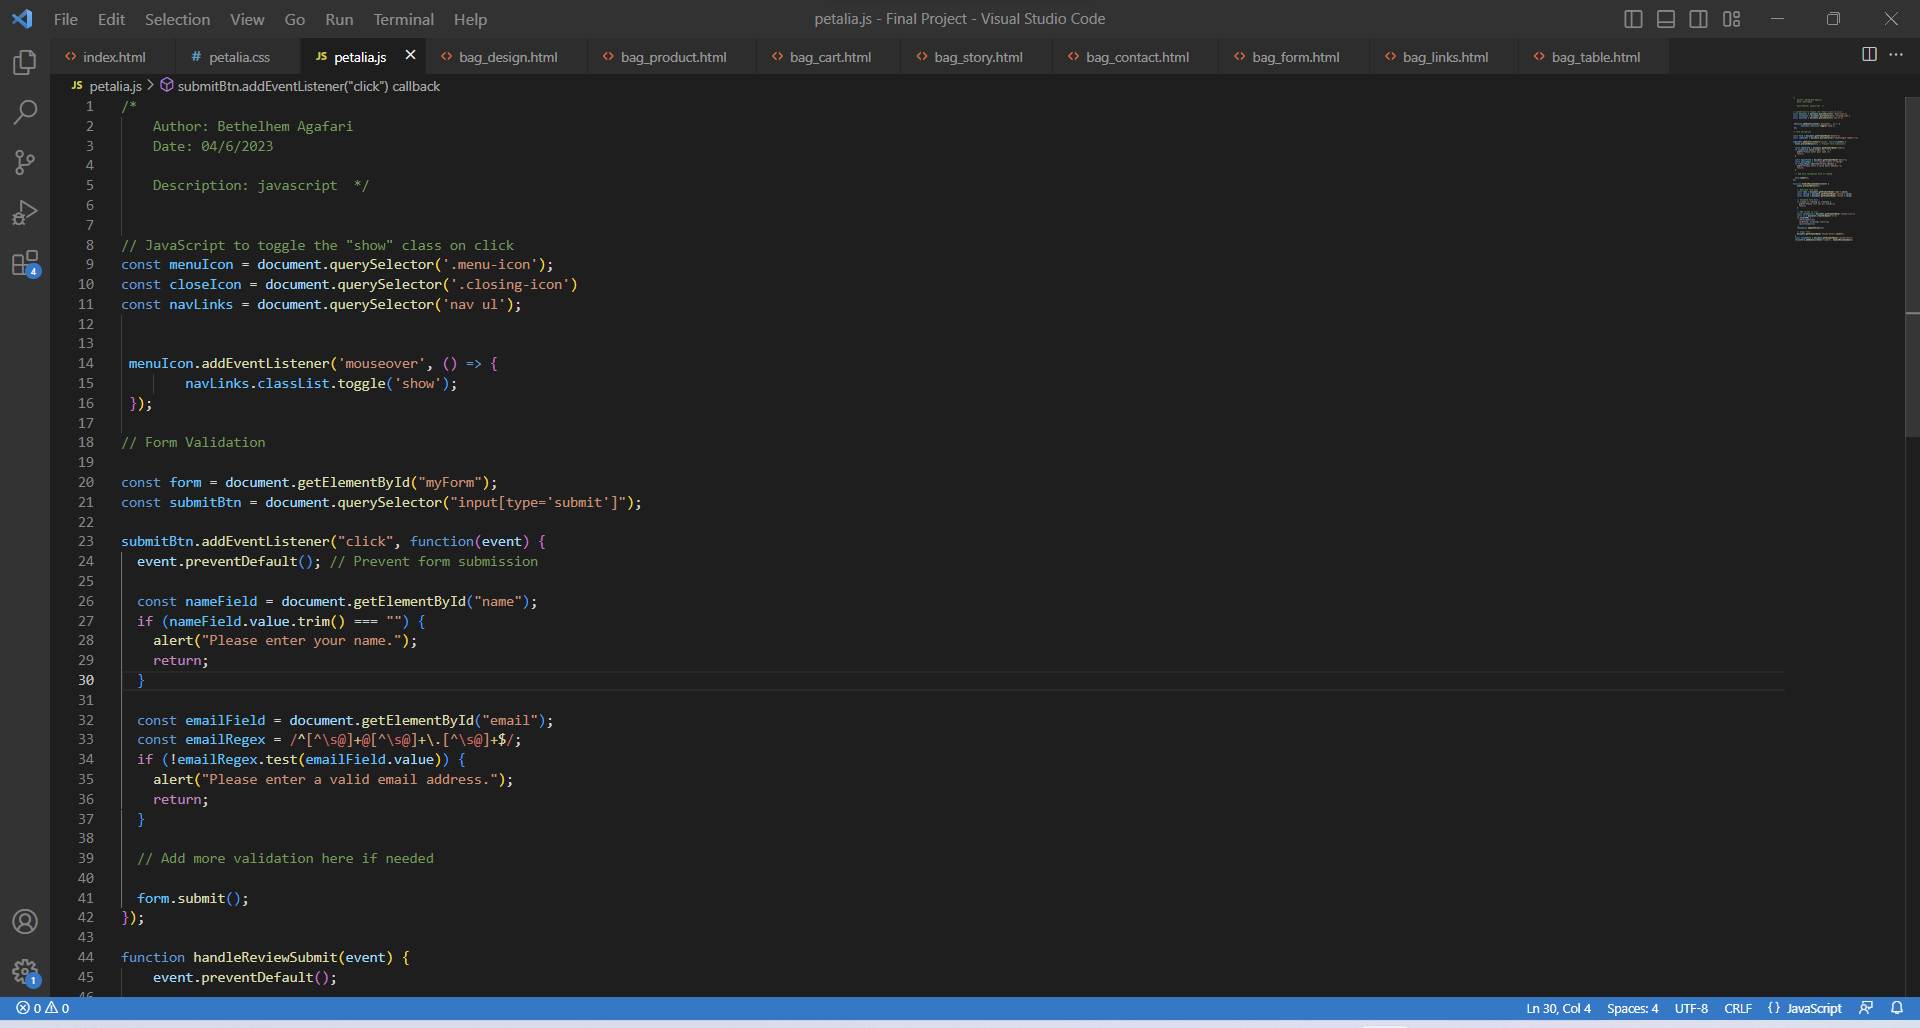 File Edit Selection View Go Run Terminal Help petalia.js - Final Project - Visual Studio Code
index.html # petalia.css JS petalia.js bag_design.html bag_product.html bag_cart.html bag_story.html bag_contact.html bag_form.html bag_links.html bag_table.html
JS petalia.js > submitBtn.addEventListener("click") callback
1 /*
2 Author: Bethelhem Agafari
3 Date: 04/6/2023
4
5 Description: javascript */
6
7
8 // JavaScript to toggle the "show" class on click
9 const menuIcon = document.querySelector('.menu-icon');
10 const closeIcon = document.querySelector('.closing-icon')
11 const navLinks = document.querySelector('nav ul');
12
13
14 menuIcon.addEventListener('mouseover', () => {
15 navLinks.classList.toggle('show');
16 });
17
18 // Form Validation
19
20 const form = document.getElementById("myForm");
21 const submitBtn = document.querySelector("input[type='submit']");
22
23 submitBtn.addEventListener("click", function(event) {
24 event.preventDefault(); // Prevent form submission
25
26 const nameField = document.getElementById("name");
27 if (nameField.value.trim() === "") {
28 alert("Please enter your name.");
29 return;
30 }
31
32 const emailField = document.getElementById("email");
33 const emailRegex = /^[^\s@]+@[^\s@]+\.[^\s@]+$/;
34 if (!emailRegex.test(emailField.value)) {
35 alert("Please enter a valid email address.");
36 return;
37 }
38
39 // Add more validation here if needed
40
41 form.submit();
42 });
43
44 function handleReviewSubmit(event) {
45 event.preventDefault();
46
4
1
0 0 Ln 30, Col 4 Spaces: 4 UTF-8 CRLF {} JavaScript